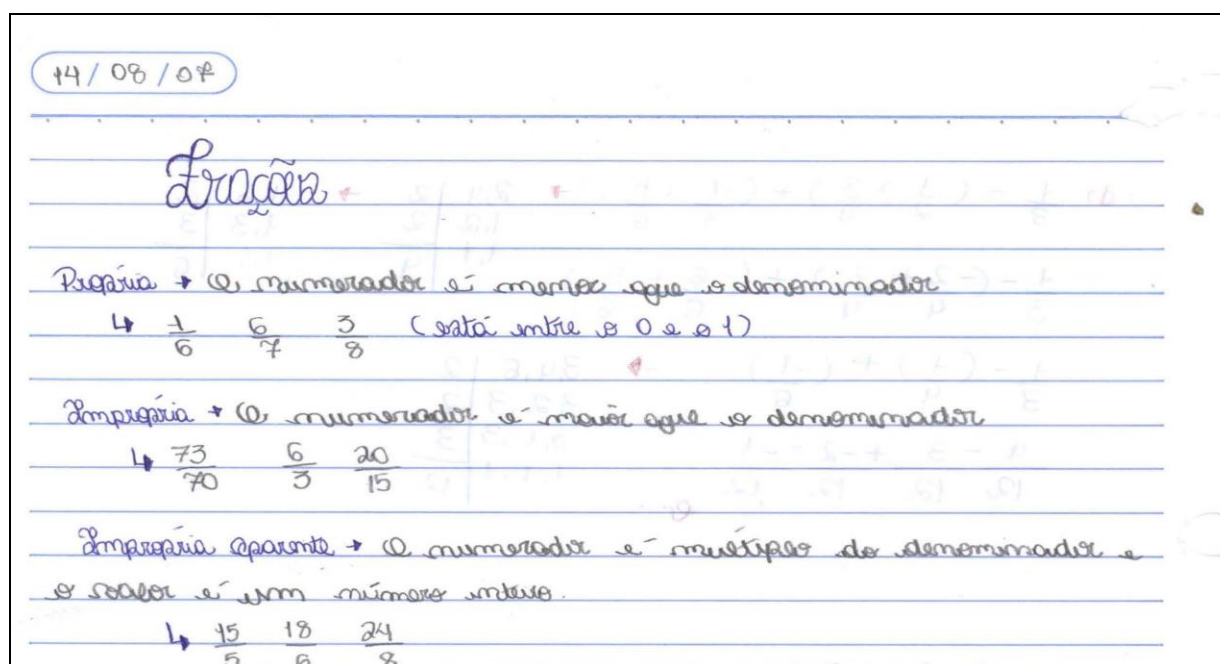 14/08/07
Frações
Própria → O numerador é menor que o denominador
↳ 1/6 6/7 3/8 (está entre o 0 e o 1)
Imprópria → O numerador é maior que o denominador
↳ 73/70 6/3 20/15
Imprópria aparente → O numerador é multiplo do denominador e
o valor é um número inteiro.
↳ 15/5 18/6 24/8